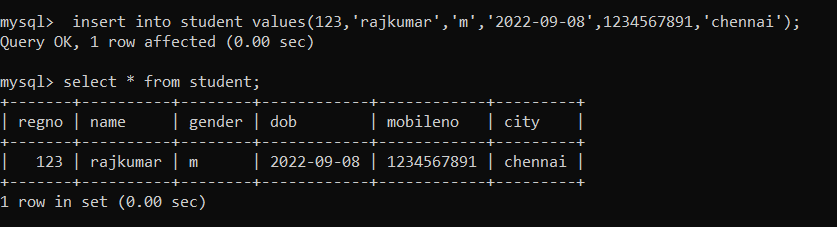 mysql>  insert into student values(123,'rajkumar','m','2022-09-08',1234567891,'chennai');
Query OK, 1 row affected (0.00 sec)
mysql> select * from student;
+-------+----------+--------+------------+------------+---------+
| regno | name     | gender | dob        | mobileno   | city    |
+-------+----------+--------+------------+------------+---------+
|   123 | rajkumar | m      | 2022-09-08 | 1234567891 | chennai |
+-------+----------+--------+------------+------------+---------+
1 row in set (0.00 sec)